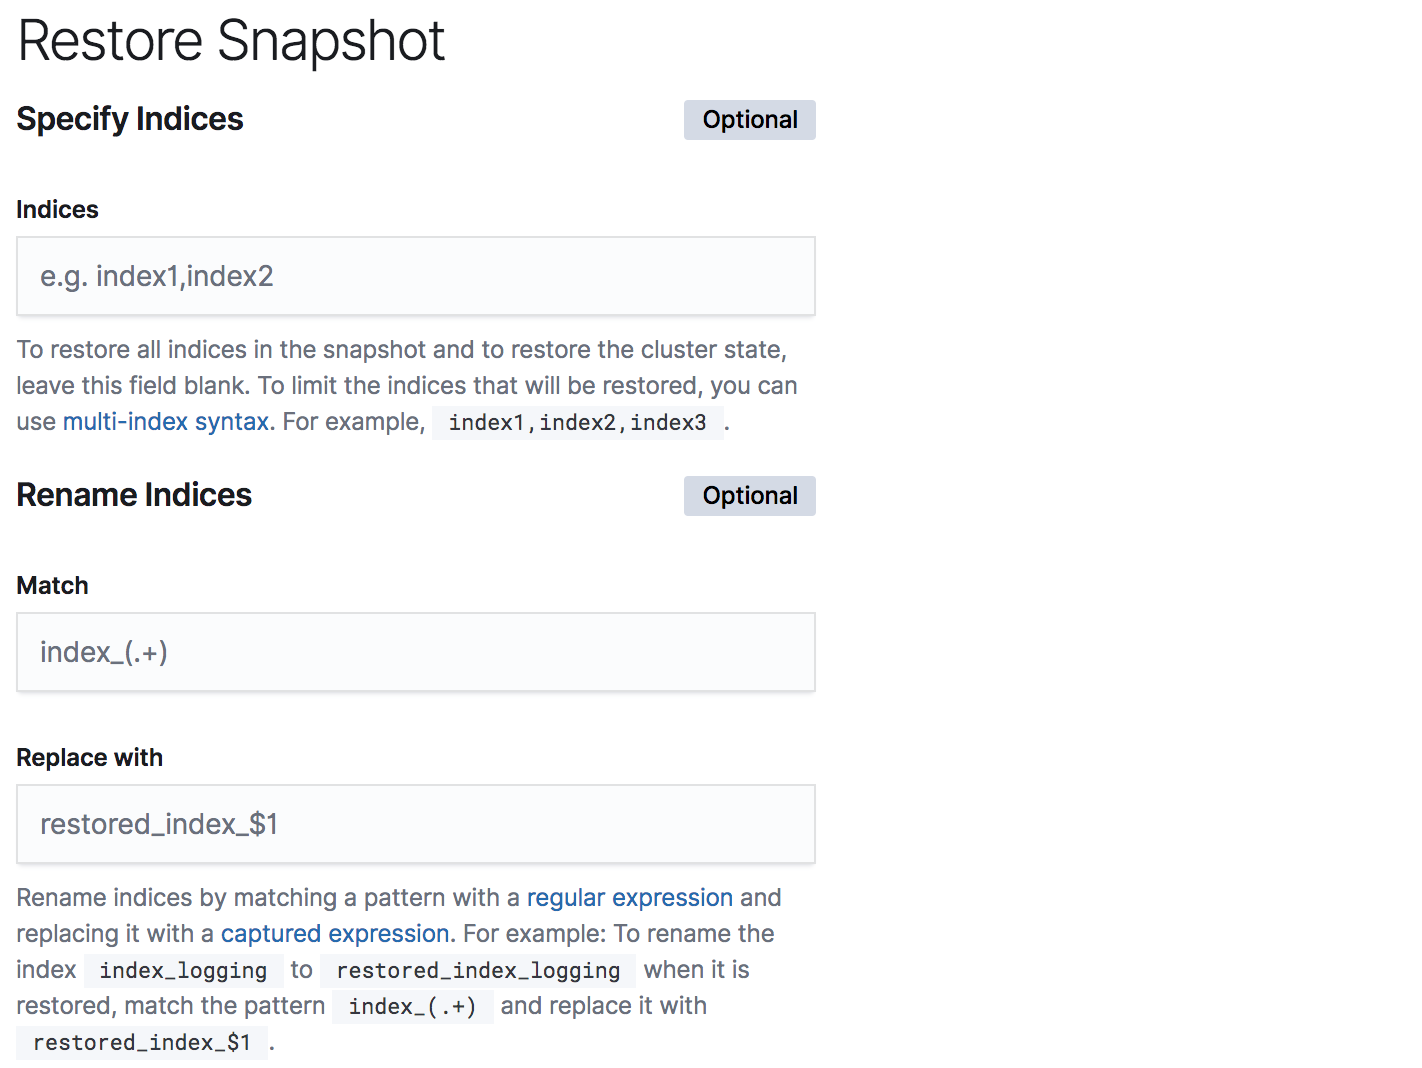 Restore Snapshot
Specify Indices
Optional
Indices
e.g. index1,index2
To restore all indices in the snapshot and to restore the cluster state,
leave this field blank. To limit the indices that will be restored, you can
use multi-index syntax. For example, index1,index2,index3 .
Rename Indices
Optional
Match
index_(.+)
Replace with
restored_index_$1
Rename indices by matching a pattern with a regular expression and
replacing it with a captured expression. For example: To rename the
index index_logging to restored_index_logging when it is
restored, match the pattern index_(.+) and replace it with
restored_index_$1 .